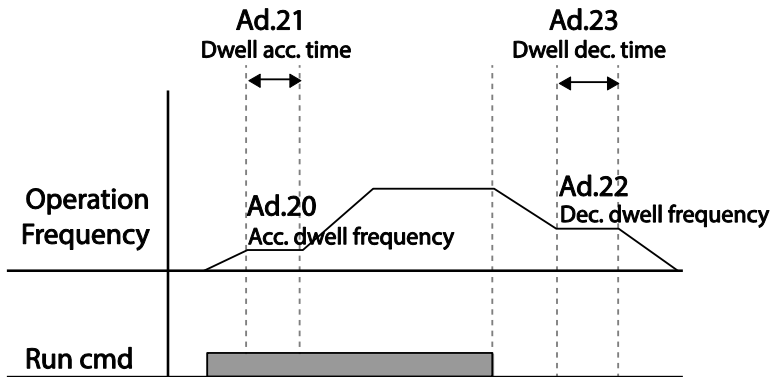 Ad.21
Dwell acc. time
Ad.23
Dwell dec. time
Operation
Frequency
Ad.20
Acc. dwell frequency
Ad.22
Dec. dwell frequency
Run cmd